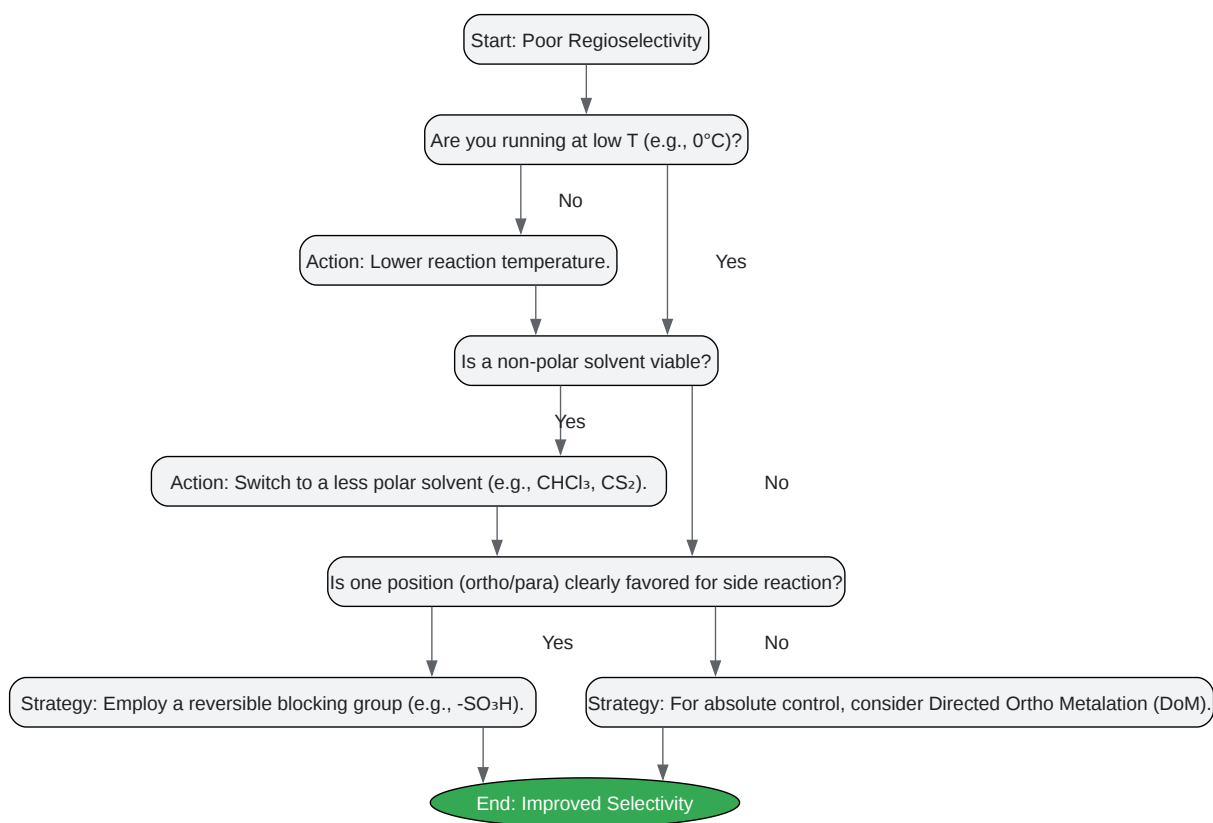 Start: Poor Regioselectivity
Are you running at low T (e.g., 0°C)?
No
Action: Lower reaction temperature.
Yes
Is a non-polar solvent viable?
Yes
Action: Switch to a less polar solvent (e.g., CHCl₃, CS₂).
No
Is one position (ortho/para) clearly favored for side reaction?
Yes
No
Strategy: Employ a reversible blocking group (e.g., -SO₃H).
Strategy: For absolute control, consider Directed Ortho Metalation (DoM).
End: Improved Selectivity